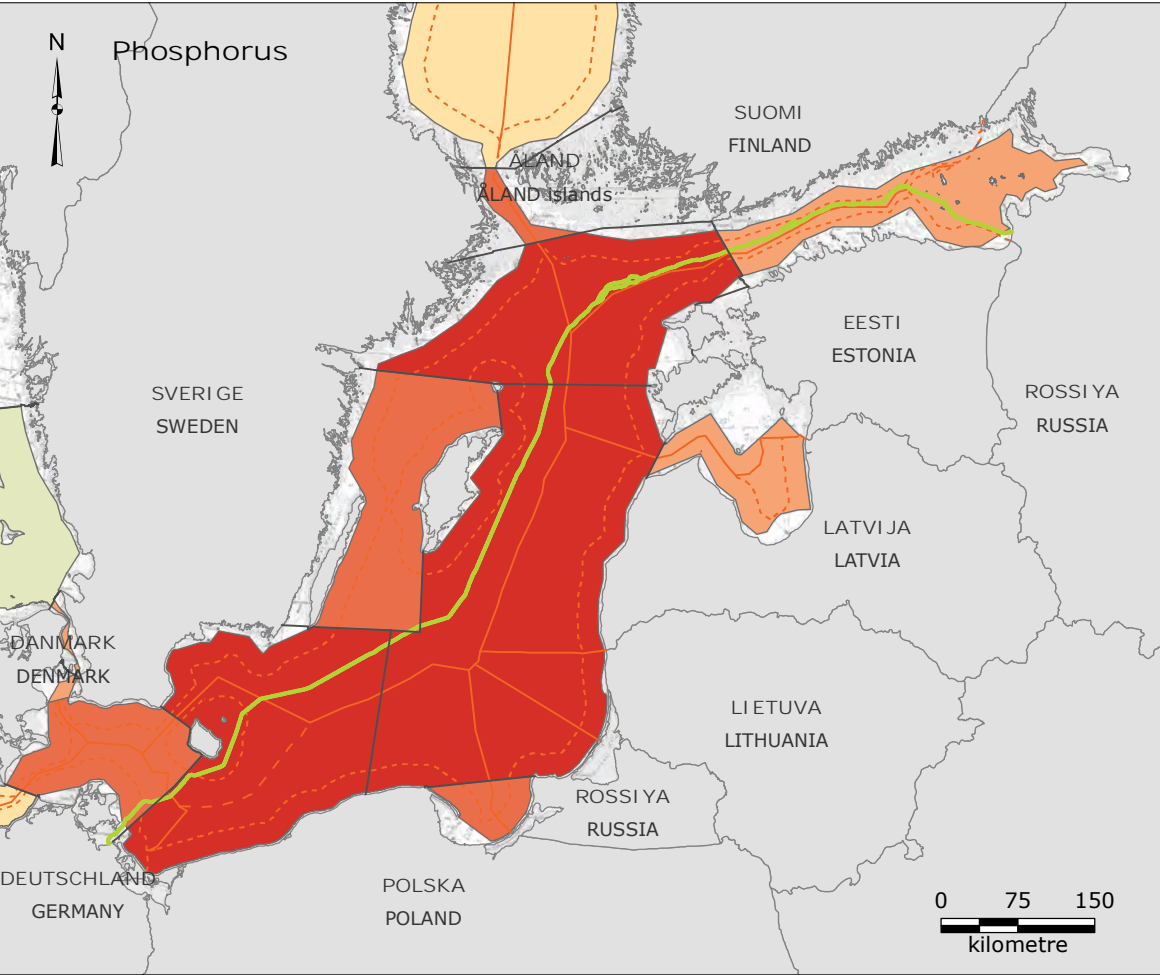 N
Phosphorus
SUOMI
FINLAND
ÅLAND
ÅLAND islands
EESTI
ESTONIA
ROSSIYA
RUSSIA
SVERIGE
SWEDEN
LATVIJA
LATVIA
DANMARK
DENMARK
LIETUVA
LITHUANIA
ROSSIYA
RUSSIA
DEUTSCHLAND
GERMANY
POLSKA
POLAND
0 75 150
kilometre